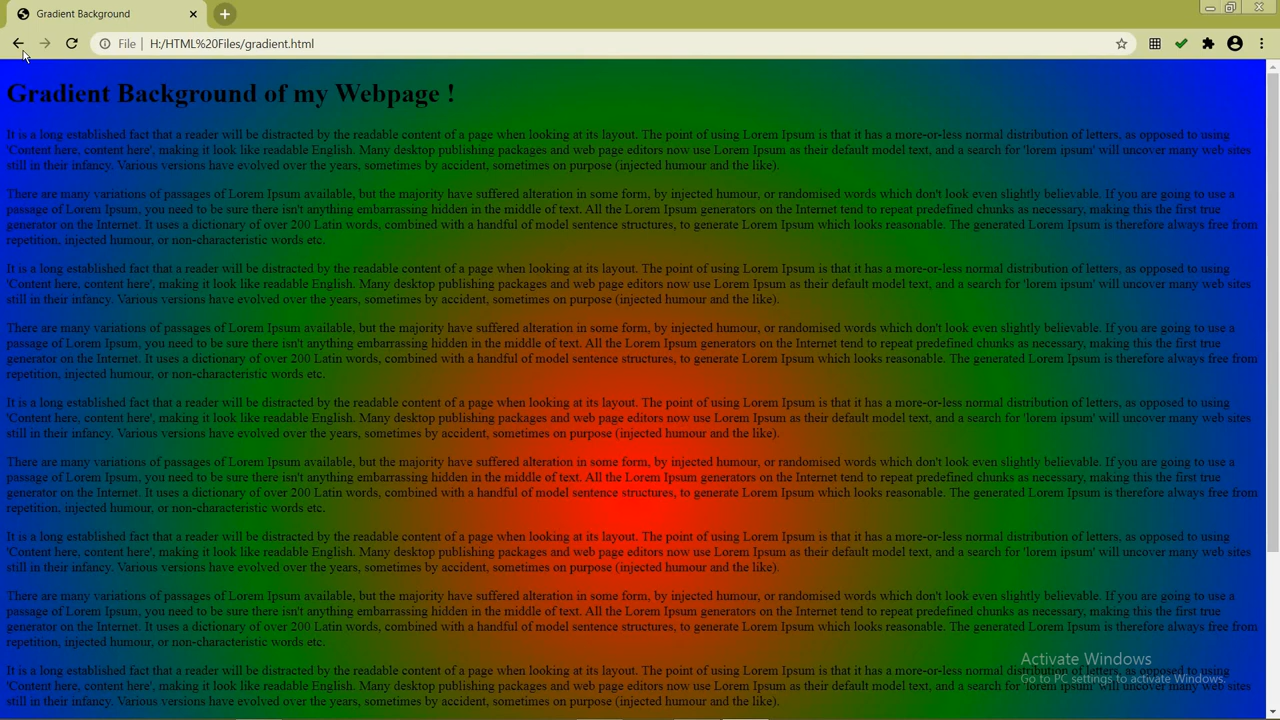 Gradient Background
File
H:/HTML%20Files/gradient.html
Gradient Background of my Webpage !
It is a long established fact that a reader will be distracted by the readable content of a page when looking at its layout. The point of using Lorem Ipsum is that it has a more-or-less normal distribution of letters, as opposed to using
'Content here, content here', making it look like readable English. Many desktop publishing packages and web page editors now use Lorem Ipsum as their default model text, and a search for 'lorem ipsum' will uncover many web sites
still in their infancy. Various versions have evolved over the years, sometimes by accident, sometimes on purpose (injected humour and the like).
There are many variations of passages of Lorem Ipsum available, but the majority have suffered alteration in some form, by injected humour, or randomised words which don't look even slightly believable. If you are going to use a
passage of Lorem Ipsum, you need to be sure there isn't anything embarrassing hidden in the middle of text. All the Lorem Ipsum generators on the Internet tend to repeat predefined chunks as necessary, making this the first true
generator on the Internet. It uses a dictionary of over 200 Latin words, combined with a handful of model sentence structures, to generate Lorem Ipsum which looks reasonable. The generated Lorem Ipsum is therefore always free from
repetition, injected humour, or non-characteristic words etc.
It is a long established fact that a reader will be distracted by the readable content of a page when looking at its layout. The point of using Lorem Ipsum is that it has a more-or-less normal distribution of letters, as opposed to using
'Content here, content here', making it look like readable English. Many desktop publishing packages and web page editors now use Lorem Ipsum as their default model text, and a search for 'lorem ipsum' will uncover many web sites
still in their infancy. Various versions have evolved over the years, sometimes by accident, sometimes on purpose (injected humour and the like).
There are many variations of passages of Lorem Ipsum available, but the majority have suffered alteration in some form, by injected humour, or randomised words which don't look even slightly believable. If you are going to use a
passage of Lorem Ipsum, you need to be sure there isn't anything embarrassing hidden in the middle of text. All the Lorem Ipsum generators on the Internet tend to repeat predefined chunks as necessary, making this the first true
generator on the Internet. It uses a dictionary of over 200 Latin words, combined with a handful of model sentence structures, to generate Lorem Ipsum which looks reasonable. The generated Lorem Ipsum is therefore always free from
repetition, injected humour, or non-characteristic words etc.
It is a long established fact that a reader will be distracted by the readable content of a page when looking at its layout. The point of using Lorem Ipsum is that it has a more-or-less normal distribution of letters, as opposed to using
'Content here, content here', making it look like readable English. Many desktop publishing packages and web page editors now use Lorem Ipsum as their default model text, and a search for 'lorem ipsum' will uncover many web sites
still in their infancy. Various versions have evolved over the years, sometimes by accident, sometimes on purpose (injected humour and the like).
There are many variations of passages of Lorem Ipsum available, but the majority have suffered alteration in some form, by injected humour, or randomised words which don't look even slightly believable. If you are going to use a
passage of Lorem Ipsum, you need to be sure there isn't anything embarrassing hidden in the middle of text. All the Lorem Ipsum generators on the Internet tend to repeat predefined chunks as necessary, making this the first true
generator on the Internet. It uses a dictionary of over 200 Latin words, combined with a handful of model sentence structures, to generate Lorem Ipsum which looks reasonable. The generated Lorem Ipsum is therefore always free from
repetition, injected humour, or non-characteristic words etc.
It is a long established fact that a reader will be distracted by the readable content of a page when looking at its layout. The point of using Lorem Ipsum is that it has a more-or-less normal distribution of letters, as opposed to using
'Content here, content here', making it look like readable English. Many desktop publishing packages and web page editors now use Lorem Ipsum as their default model text, and a search for 'lorem ipsum' will uncover many web sites
still in their infancy. Various versions have evolved over the years, sometimes by accident, sometimes on purpose (injected humour and the like).
There are many variations of passages of Lorem Ipsum available, but the majority have suffered alteration in some form, by injected humour, or randomised words which don't look even slightly believable. If you are going to use a
passage of Lorem Ipsum, you need to be sure there isn't anything embarrassing hidden in the middle of text. All the Lorem Ipsum generators on the Internet tend to repeat predefined chunks as necessary, making this the first true
generator on the Internet. It uses a dictionary of over 200 Latin words, combined with a handful of model sentence structures, to generate Lorem Ipsum which looks reasonable. The generated Lorem Ipsum is therefore always free from
repetition, injected humour, or non-characteristic words etc.
It is a long established fact that a reader will be distracted by the readable content of a page when looking at its layout. The point of using Lorem Ipsum is that it has a more-or-less normal distribution of letters, as opposed to using
'Content here, content here', making it look like readable English. Many desktop publishing packages and web page editors now use Lorem Ipsum as their default model text, and a search for 'lorem ipsum' will uncover many web sites
still in their infancy. Various versions have evolved over the years, sometimes by accident, sometimes on purpose (injected humour and the like).
Activate Windows
Go to PC settings to activate Windows.